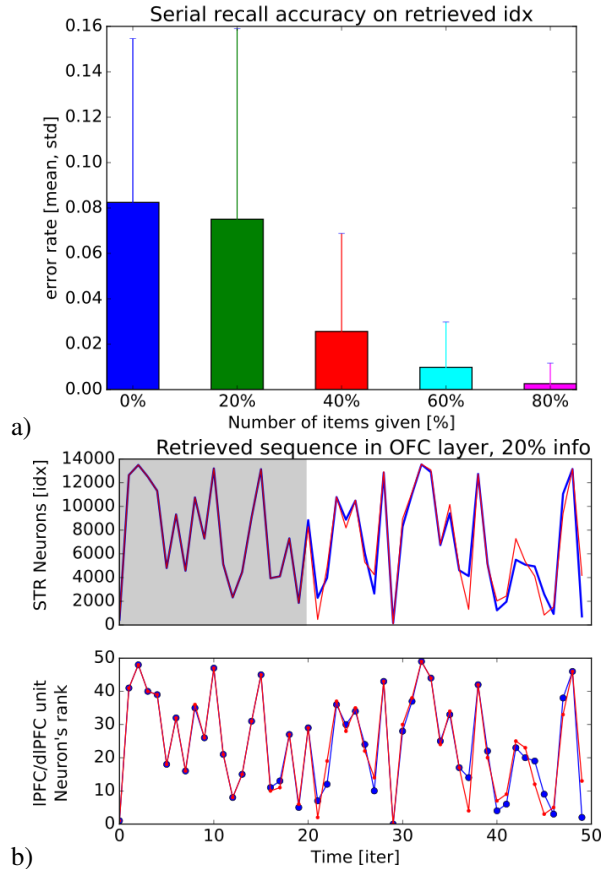 Serial recall accuracy on retrieved idx
0.16
0.14
0.12
0.10
0.08
0.06
0.04
0.02
0.00
error rate [mean, std]
0% 20% 40% 60% 80%
Number of items given [%]
a)
Retrieved sequence in OFC layer, 20% info
14000
12000
10000
8000
6000
4000
2000
0
STR Neurons [idx]
50
40
30
20
10
0
lPFC/dlPFC unit
Neuron's rank
0 10 20 30 40 50
Time [iter]
b)